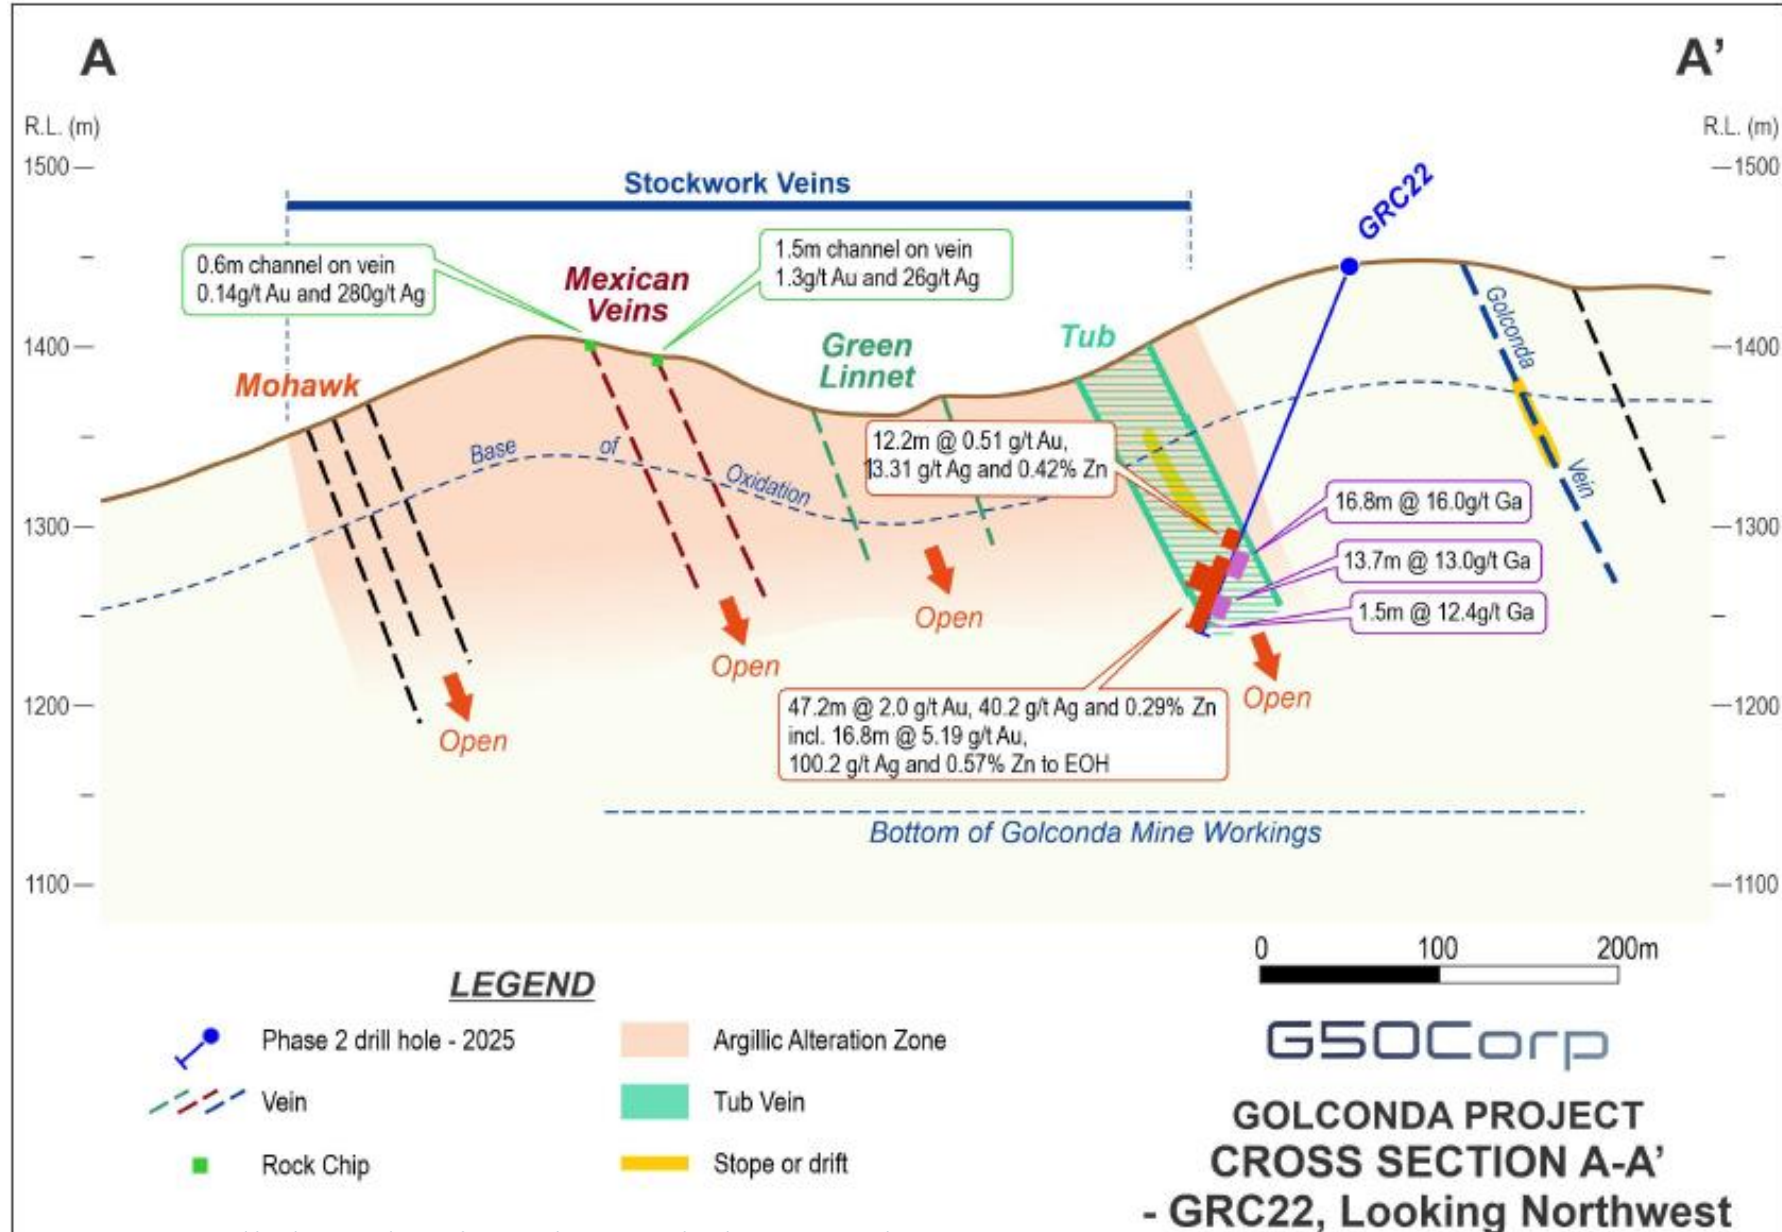 A
A’
R.L. (m)
R.L. (m)
1500
1500
Stockwork Veins
GRC22
0.6m channel on vein
0.14g/t Au and 280g/t Ag
Mexican
Veins
1.5m channel on vein
1.3g/t Au and 26g/t Ag
Golconda
Vein
1400
1400
Mohawk
Green
Linnet
Tub
Base of Oxidation
12.2m @ 0.51 g/t Au,
13.31 g/t Ag and 0.42% Zn
16.8m @ 16.0g/t Ga
1300
1300
13.7m @ 13.0g/t Ga
1.5m @ 12.4g/t Ga
Open
Open
Open
Open
1200
1200
47.2m @ 2.0 g/t Au, 40.2 g/t Ag and 0.29% Zn
incl. 16.8m @ 5.19 g/t Au,
100.2 g/t Ag and 0.57% Zn to EOH
Bottom of Golconda Mine Workings
1100
1100
0 100 200m
LEGEND
Phase 2 drill hole - 2025
Vein
Rock Chip
Argillic Alteration Zone
Tub Vein
Stope or drift
G50Corp
GOLCONDA PROJECT
CROSS SECTION A-A’
- GRC22, Looking Northwest